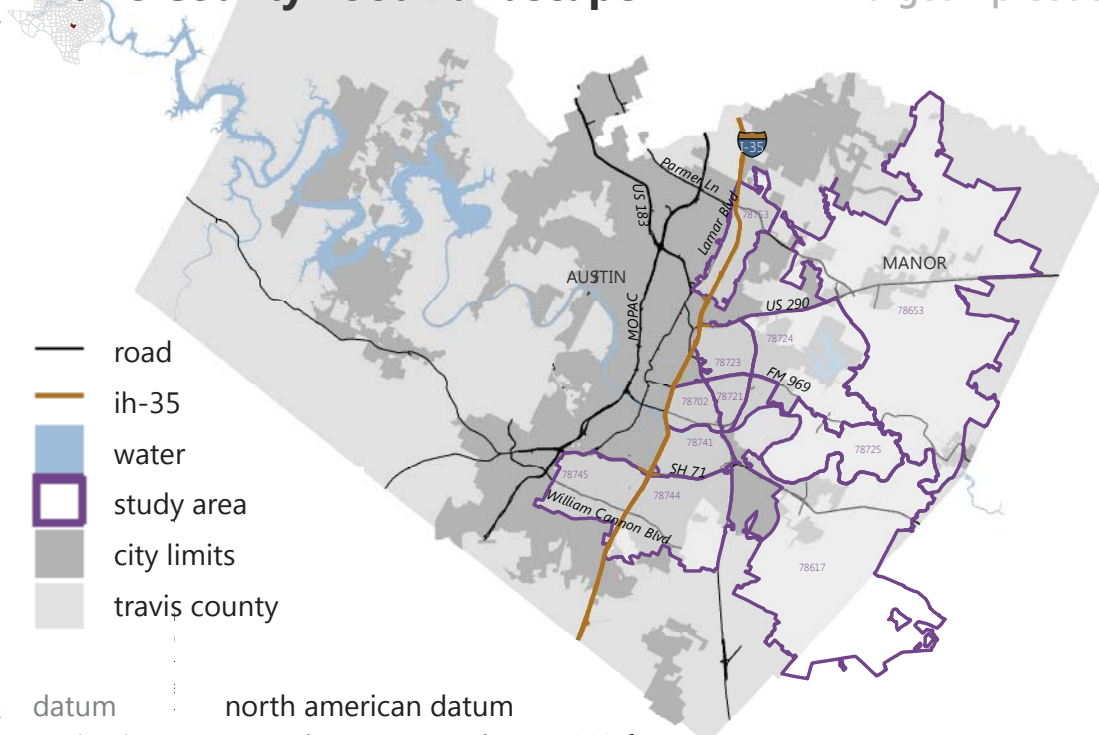 I-35
Parmer Ln
US 183
Lamar Blvd
78753
MANOR
AUSTIN
MOPAC
US 290
78653
78724
road
78723
FM 969
ih-35
78702
78721
78741
78725
water
SH 71
78745
78744
study area
William Cannon Blvd
city limits
78617
travis county
datum
north american datum